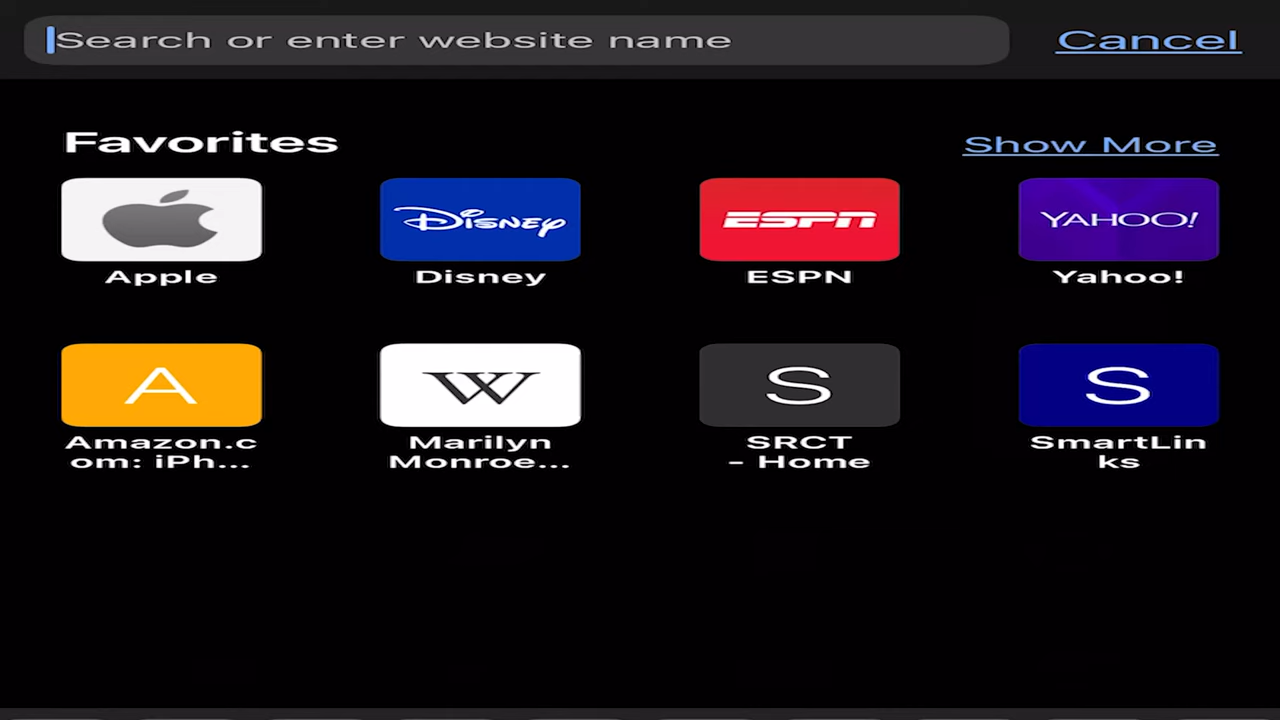 Search or enter website name
Cancel
Favorites
Show More
Disney
ESPN
YAHOO!
Apple
Disney
ESPN
Yahoo!
A
W
S
S
Amazon.c
om: iPh...
Marilyn
Monroe...
SRCT
- Home
SmartLin
ks